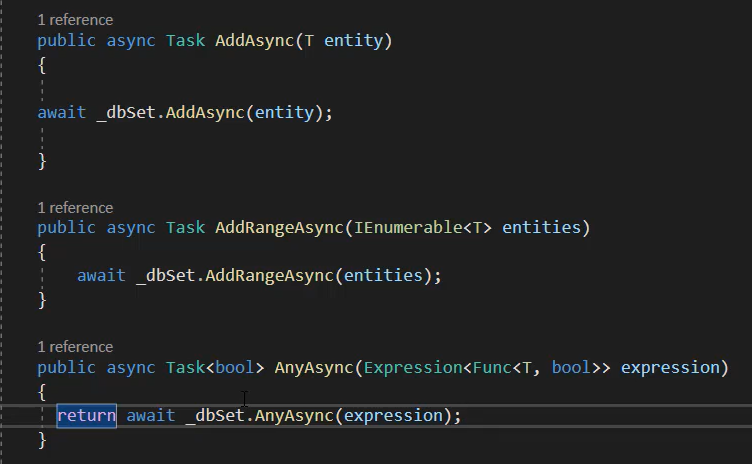 1 reference
public async Task AddAsync(T entity)
{
await _dbSet.AddAsync(entity);
}
1 reference
public async Task AddRangeAsync(IEnumerable<T> entities)
{
await _dbSet.AddRangeAsync(entities);
}
1 reference
public async Task<bool> AnyAsync(Expression<Func<T, bool>> expression)
{
return await _dbSet.AnyAsync(expression);
}